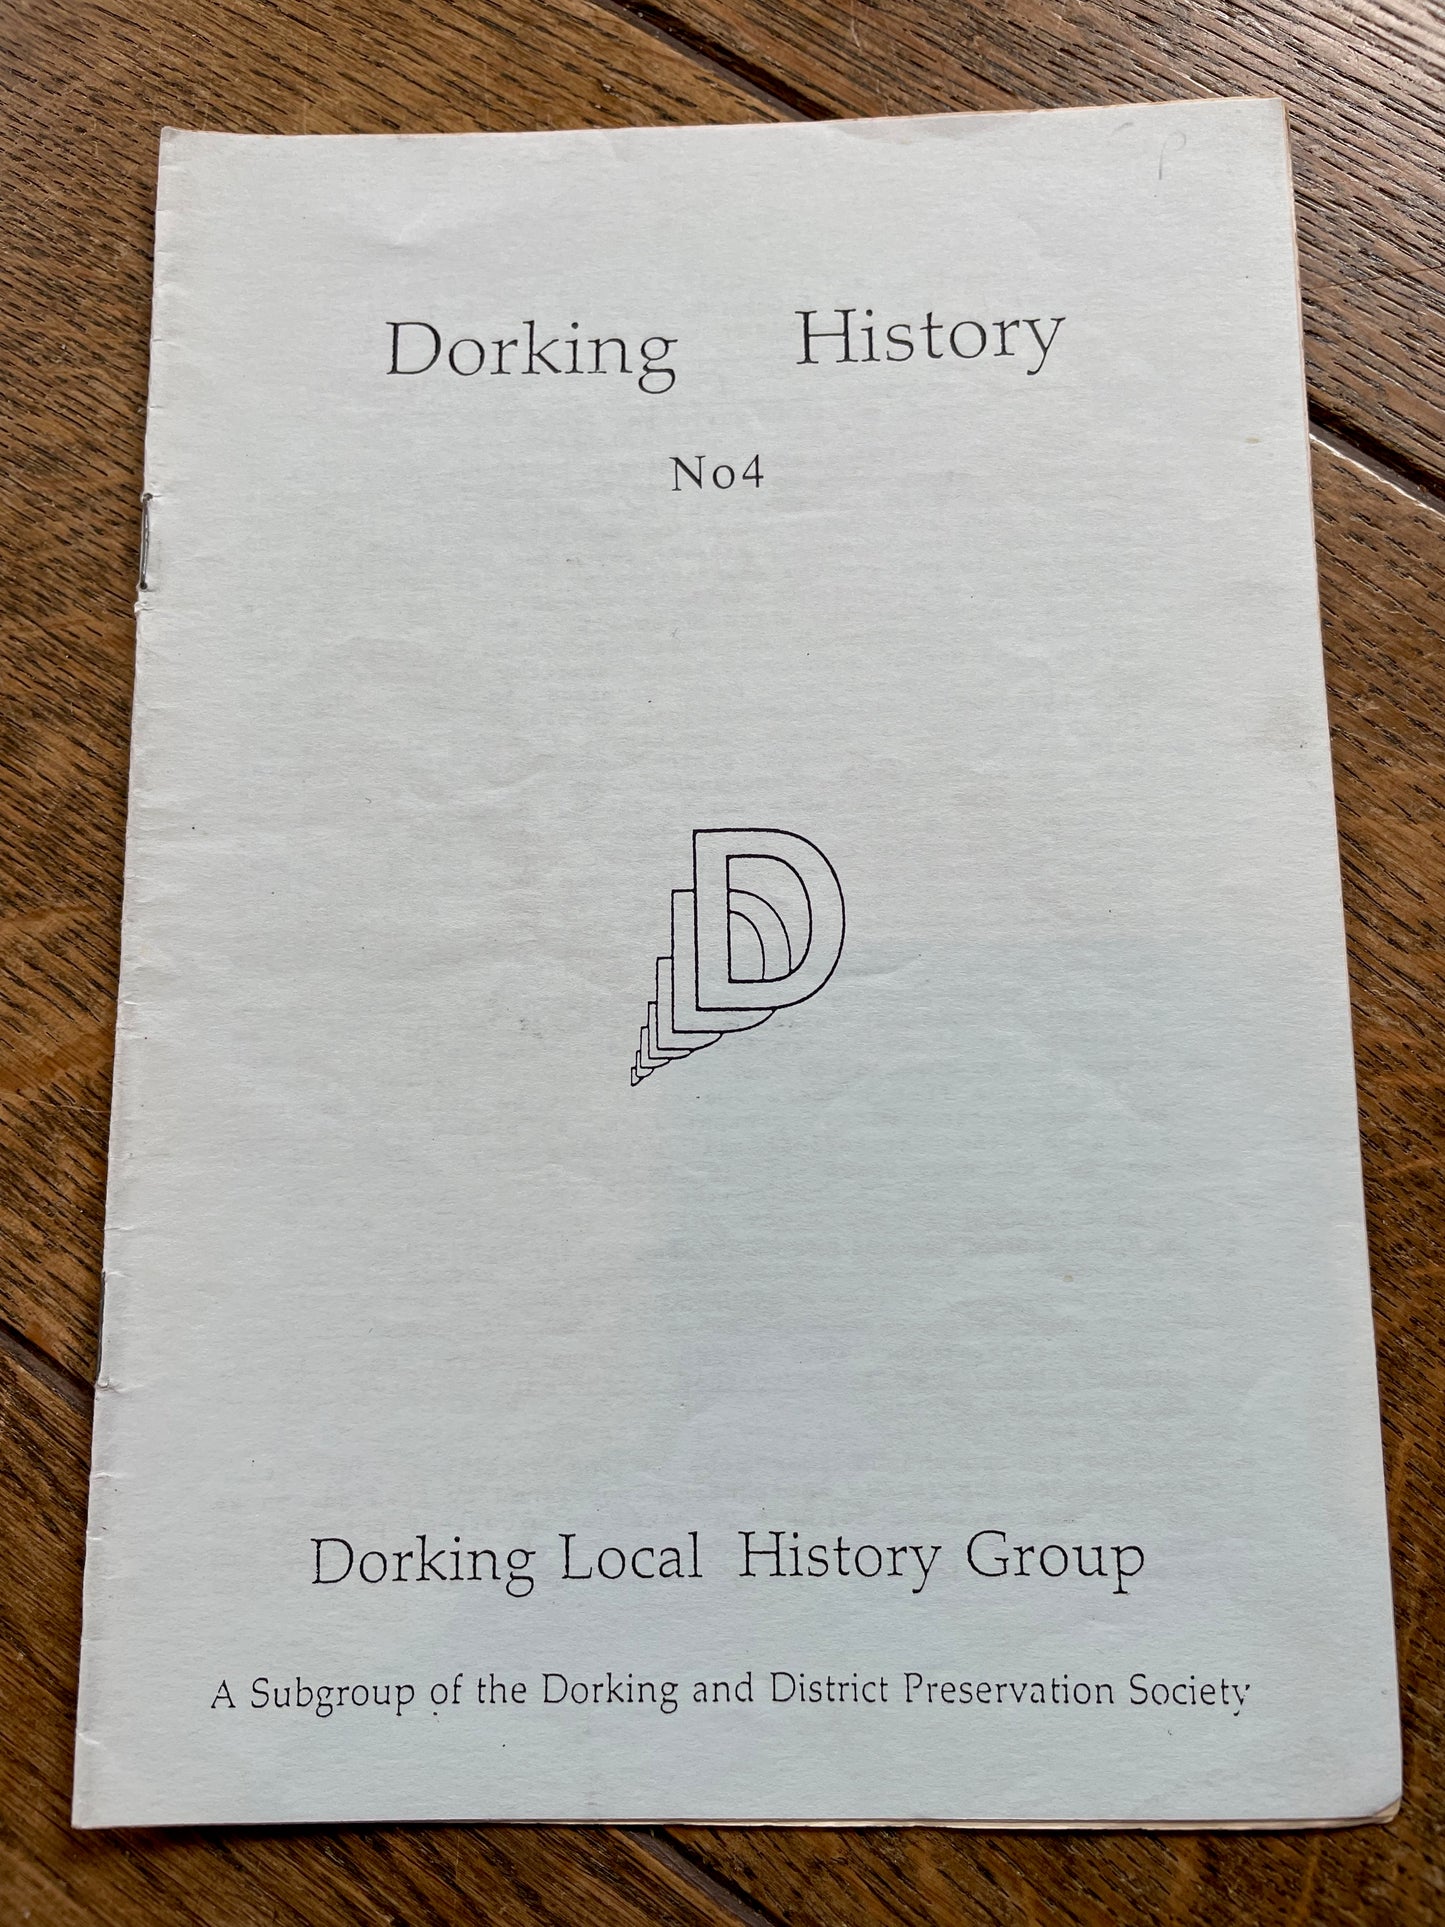 Dorking History
No4
D
Dorking Local History Group
A Subgroup of the Dorking and District Preservation Society